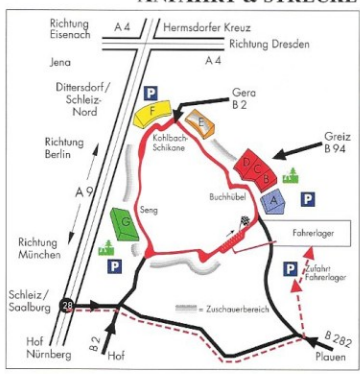 ANFAHRT & STRECKE
Richtung
Eisenach
A 4
Hermsdorfer Kreuz
Richtung Dresden
A 4
Jena
Dittersdorf/
Schleiz-
Nord
P
Gera
B 2
F
E
Kohlbach-
Schikane
Greiz
B 94
Richtung
Berlin
D
C
B
A 9
Buchhübel
A
P
Seng
G
Fahrerlager
Richtung
München
P
P
Zufahrt
Fahrerlager
Schleiz/
Saalburg
28
= Zuschauerbereich
Hof
Nürnberg
B 2
Hof
B 282
Plauen